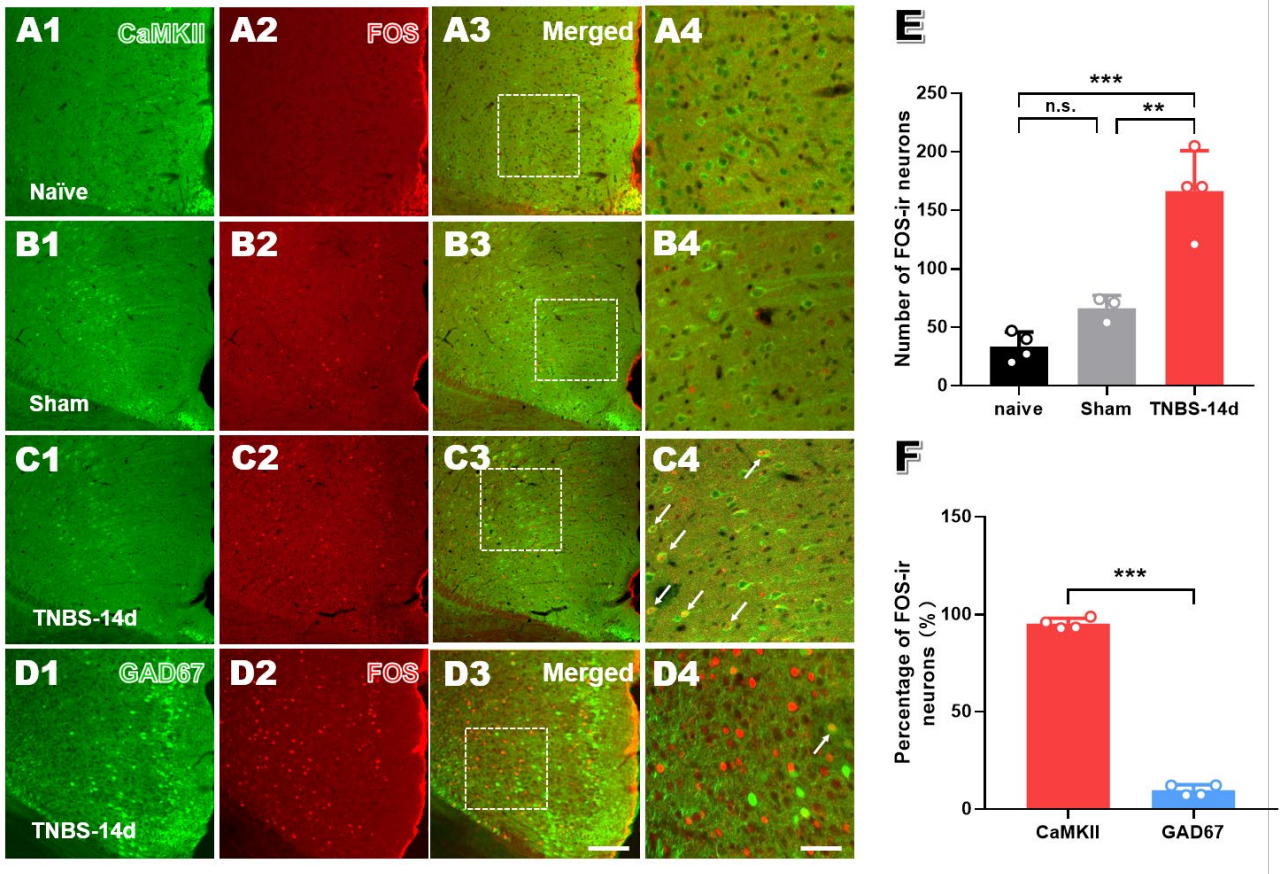 A1 CaMKII A2 FOS A3 Merged A4
Naïve
B1 B2 B3 B4
Sham
C1 C2 C3 C4
TNBS-14d
D1 GAD67 D2 FOS D3 Merged D4
TNBS-14d
E
***
n.s. **
Number of FOS-ir neurons
250
200
150
100
50
0
naive Sham TNBS-14d
F
***
Percentage of FOS-ir
neurons (%)
150
100
50
0
CaMKII GAD67